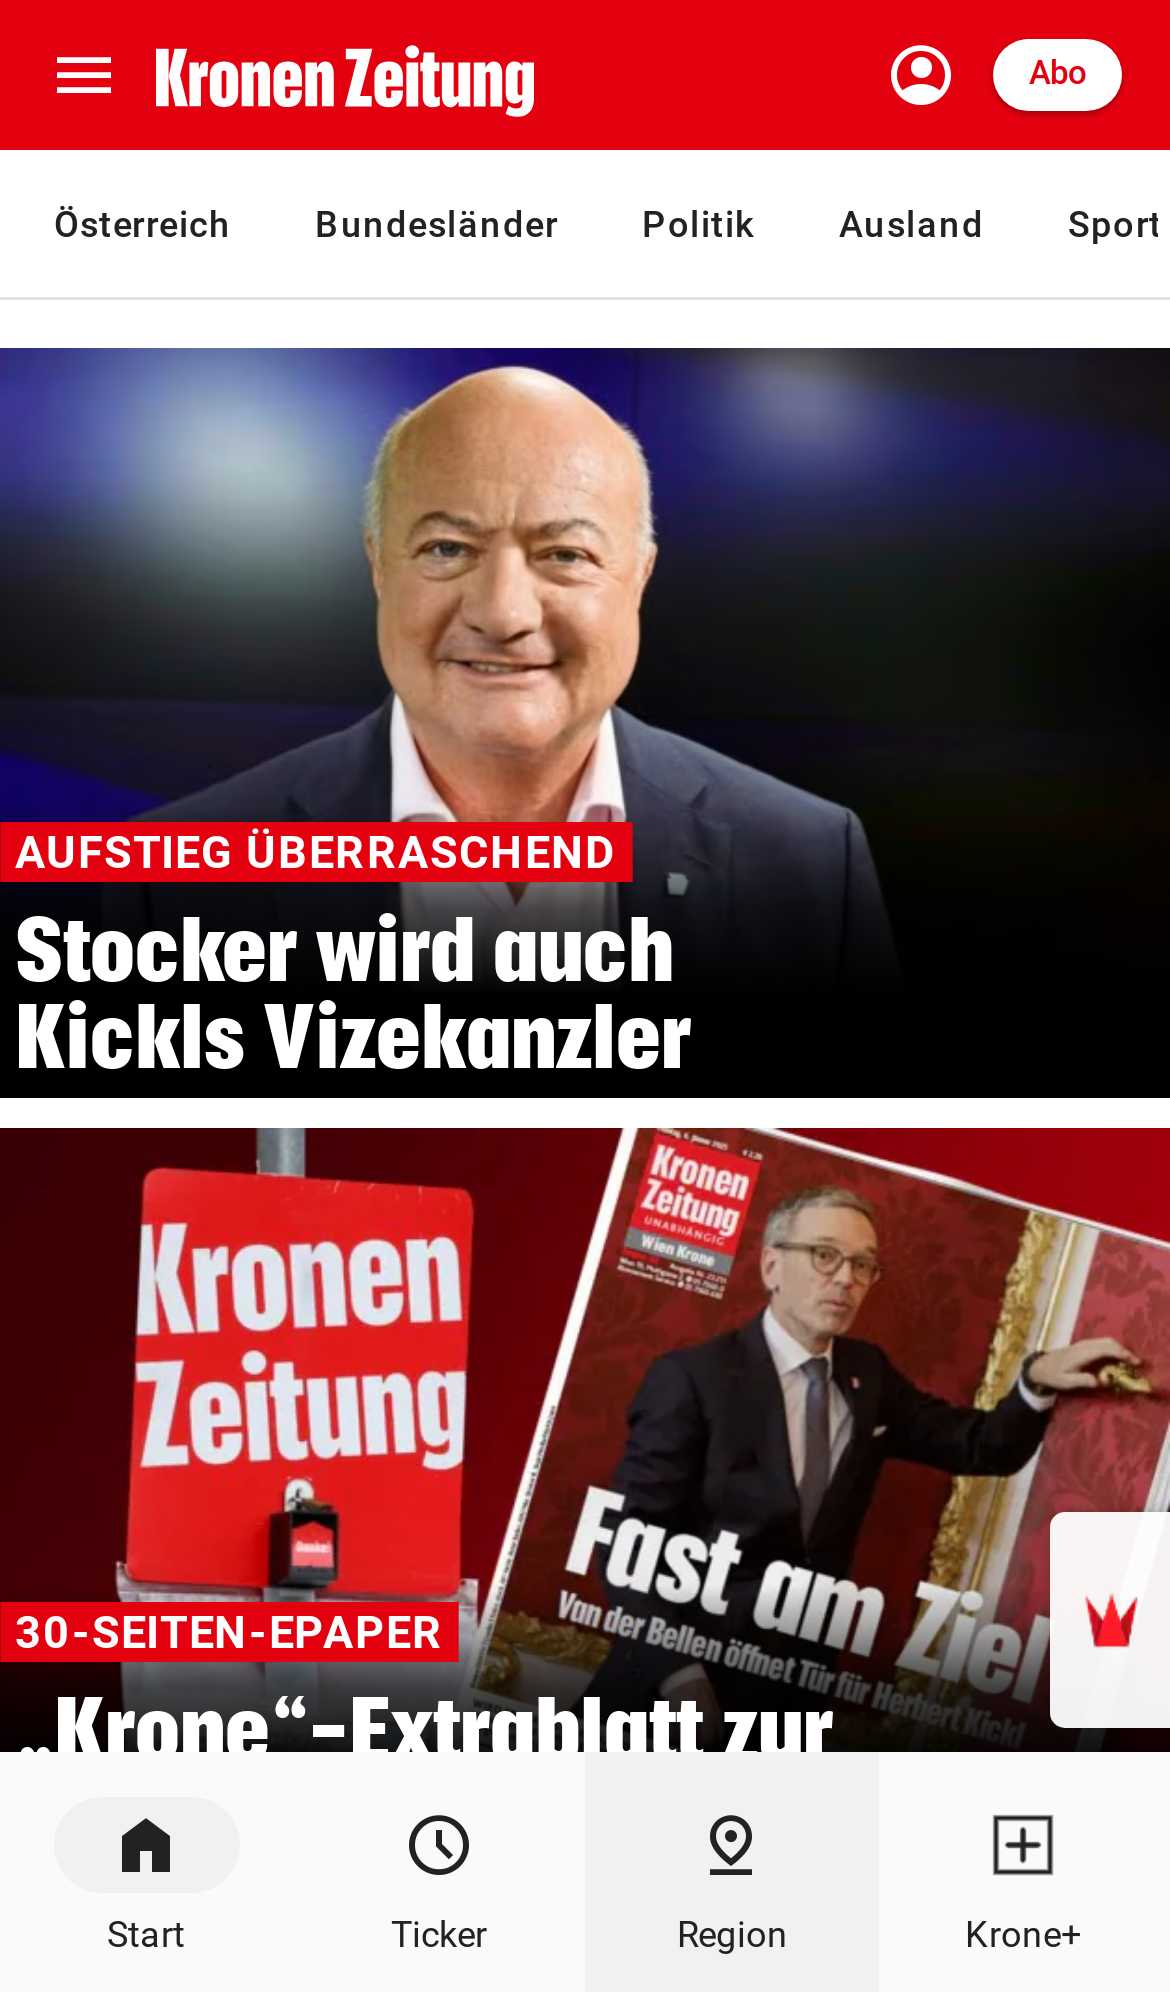 Kronen Zeitung
Abo
Österreich Bundesländer Politik Ausland Sport
AUFSTIEG ÜBERRASCHEND
Stocker wird auch
Kickls Vizekanzler
Kronen
Zeitung
Danke!
Kronen
Zeitung
UNABHÄNGIG
Wien Krone
Fast am Ziel
Van der Bellen öffnet Tür für Herbert Kickl
30-SEITEN-EPAPER
„Krone“-Extrablatt zur
Start Ticker Region Krone+